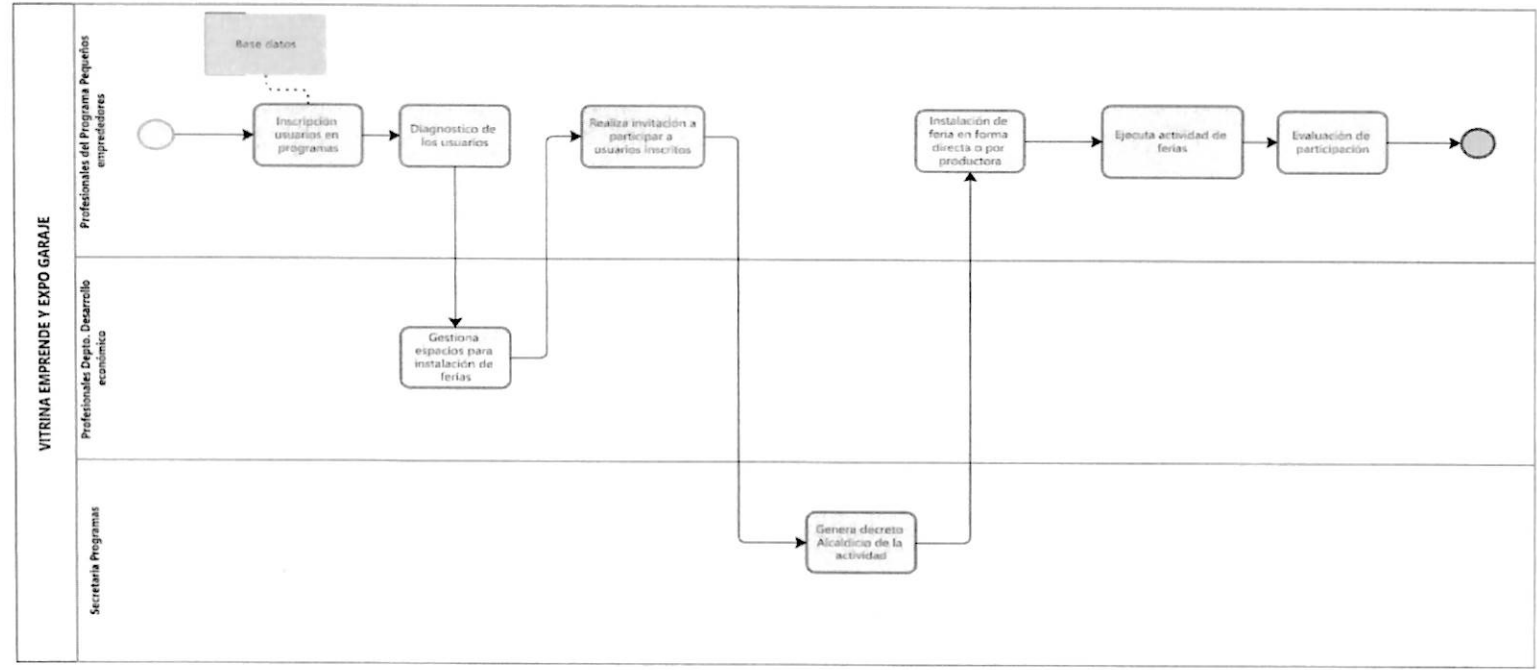 VITRINA EMPRENDE Y EXPO GARAJE
Profesionales del Programa Pequeños
emprededores
Base datos
Inscripción
usuarios en
programas
Diagnostico de
los usuarios
Realiza invitación a
participar a
usuarios inscritos
Instalación de
feria en forma
directa o por
productora
Ejecuta actividad de
ferias
Evaluación de
participación
Profesionales Depto. Desarrollo
económico
Gestiona
espacios para
instalación de
ferias
Secretaria Programas
Genera decreto
Alcaldicio de la
actividad